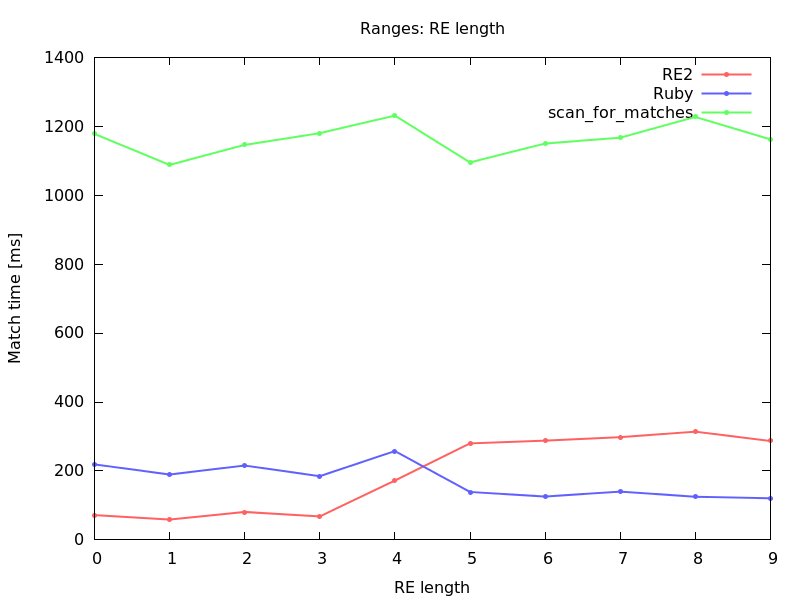 Ranges: RE length
RE2
Ruby
scan_for_matches
1400
1200
1000
800
600
400
200
0
Match time [ms]
0 1 2 3 4 5 6 7 8 9
RE length